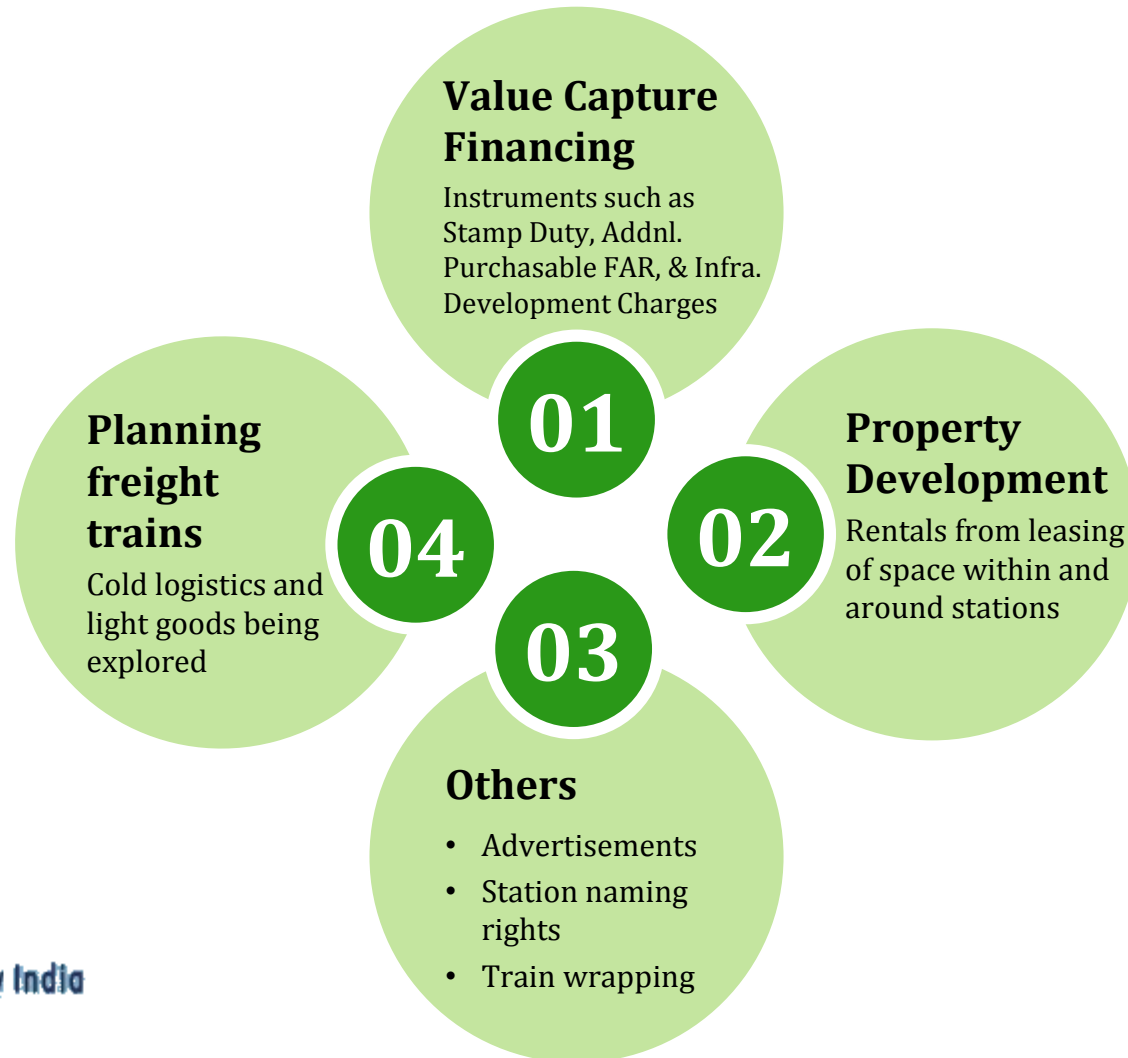 Value Capture
Financing
Instruments such as
Stamp Duty, Addnl.
Purchasable FAR, & Infra.
Development Charges
01
Property
Development
Rentals from leasing
of space within and
around stations
02
Others
• Advertisements
• Station naming
rights
• Train wrapping
03
Planning
freight
trains
Cold logistics and
light goods being
explored
04
India